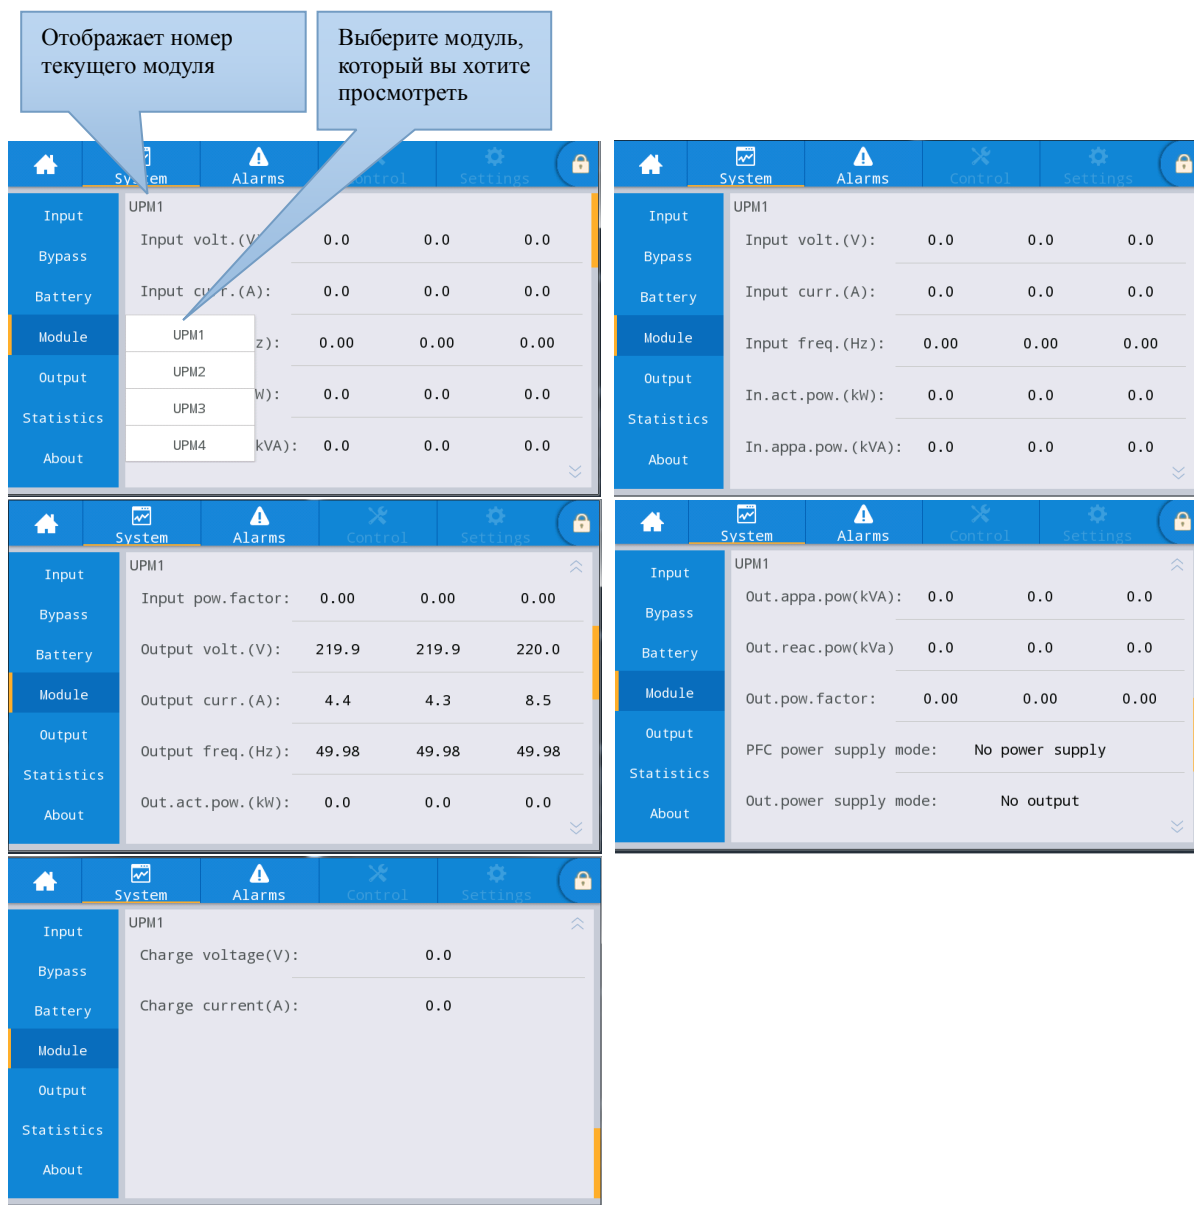 Отображает номер
текущего модуля
Выберите модуль,
который вы хотите
просмотреть
System Alarms Control Settings
Input
Bypass
Battery
Module
Output
Statistics
About
UPM1
Input volt.(V): 0.0 0.0 0.0
Input curr.(A): 0.0 0.0 0.0
z): 0.00 0.00 0.00
W): 0.0 0.0 0.0
kVA): 0.0 0.0 0.0
UPM1
UPM2
UPM3
UPM4
System Alarms Control Settings
Input
Bypass
Battery
Module
Output
Statistics
About
UPM1
Input volt.(V): 0.0 0.0 0.0
Input curr.(A): 0.0 0.0 0.0
Input freq.(Hz): 0.00 0.00 0.00
In.act.pow.(kW): 0.0 0.0 0.0
In.appa.pow.(kVA): 0.0 0.0 0.0
System Alarms Control Settings
Input
Bypass
Battery
Module
Output
Statistics
About
UPM1
Input pow.factor: 0.00 0.00 0.00
Output volt.(V): 219.9 219.9 220.0
Output curr.(A): 4.4 4.3 8.5
Output freq.(Hz): 49.98 49.98 49.98
Out.act.pow.(kW): 0.0 0.0 0.0
System Alarms Control Settings
Input
Bypass
Battery
Module
Output
Statistics
About
UPM1
Out.appa.pow(kVA): 0.0 0.0 0.0
Out.reac.pow(kVa) 0.0 0.0 0.0
Out.pow.factor: 0.00 0.00 0.00
PFC power supply mode: No power supply
Out.power supply mode: No output
System Alarms Control Settings
Input
Bypass
Battery
Module
Output
Statistics
About
UPM1
Charge voltage(V): 0.0
Charge current(A): 0.0